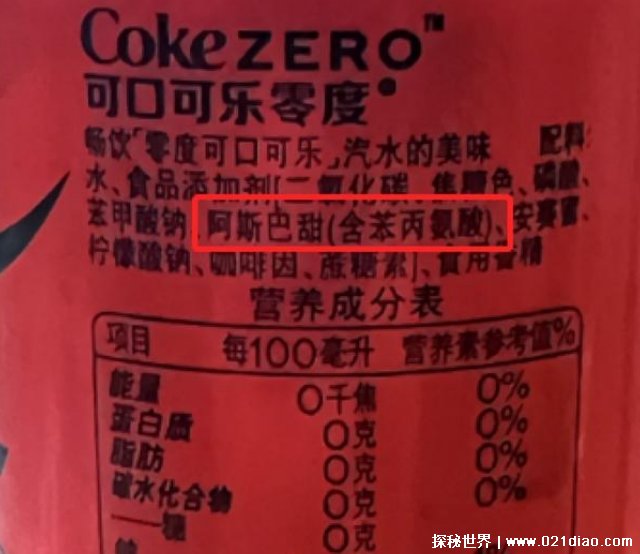 Coke ZERO™
可口可乐零度
畅饮「零度可口可乐」汽水的美味 配料:
水、食品添加剂[二氧化碳、焦糖色、磷酸、
苯甲酸钠、阿斯巴甜(含苯丙氨酸)、安赛蜜、
柠檬酸钠、咖啡因、蔗糖素]、食用香精
营养成分表
项目 每100毫升 营养素参考值%
能量 0千焦 0%
蛋白质 0克 0%
脂肪 0克 0%
碳水化合物 0克 0%
——糖 0克
探秘世界 | www.021diao.com